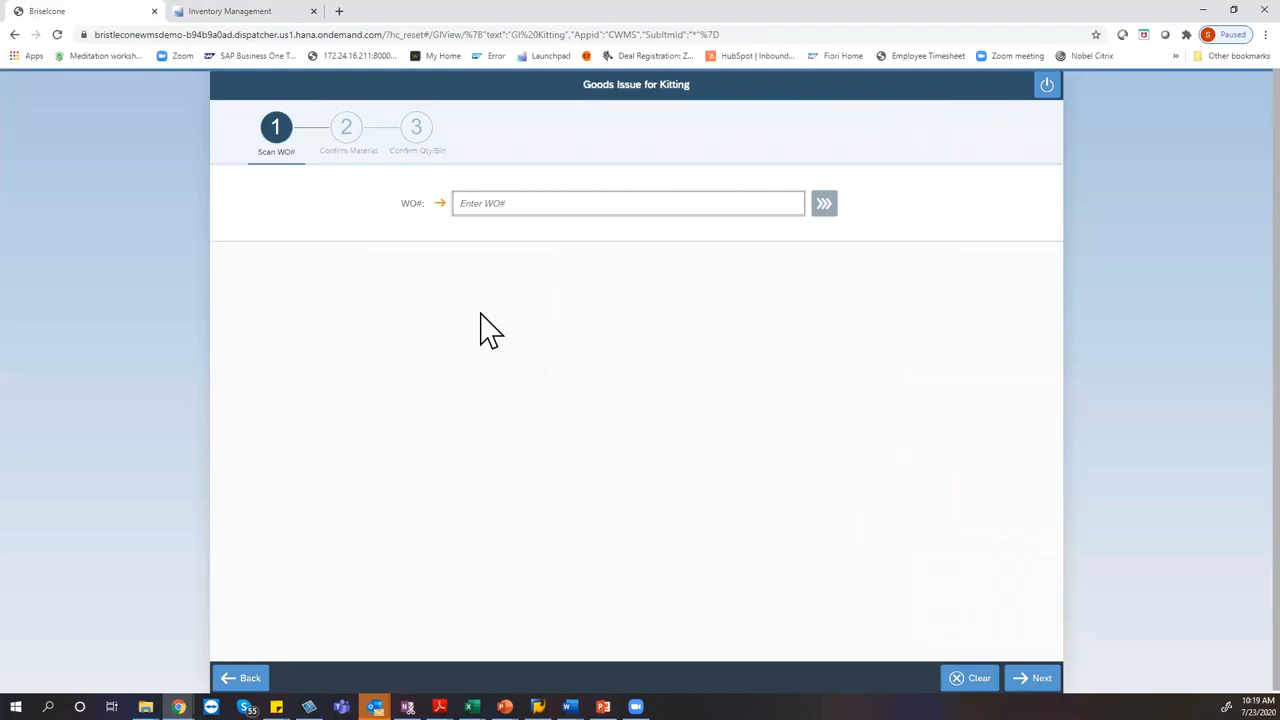 Briselcone
Inventory Management
bristleconewmsdemo-b94b9a0ad.dispatcher.us1.hana.ondemand.com/?hc_reset#/GIView/%7B"text":"GI%20Kitting","Appid":"CWMS","SubItmId":"*"%7D
S Paused
Apps
Meditation worksh...
Zoom
SAP Business One T...
172.24.16.211:8000...
My Home
Error
Launchpad
Deal Registration: Z...
HubSpot | Inbound...
Fiori Home
Employee Timesheet
Zoom meeting
Nobel Citrix
»
Other bookmarks
Goods Issue for Kitting
1 2 3
Scan WO# Confirm Material Confirm Qty/Bin
WO#: Enter WO#
Back Clear Next
55
10:19 AM
7/23/2020